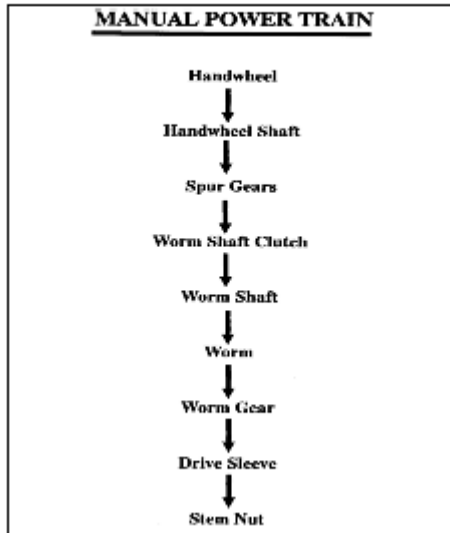 MANUAL POWER TRAIN
Handwheel
Handwheel Shaft
Spur Gears
Worm Shaft Clutch
Worm Shaft
Worm
Worm Gear
Drive Sleeve
Stem Nut